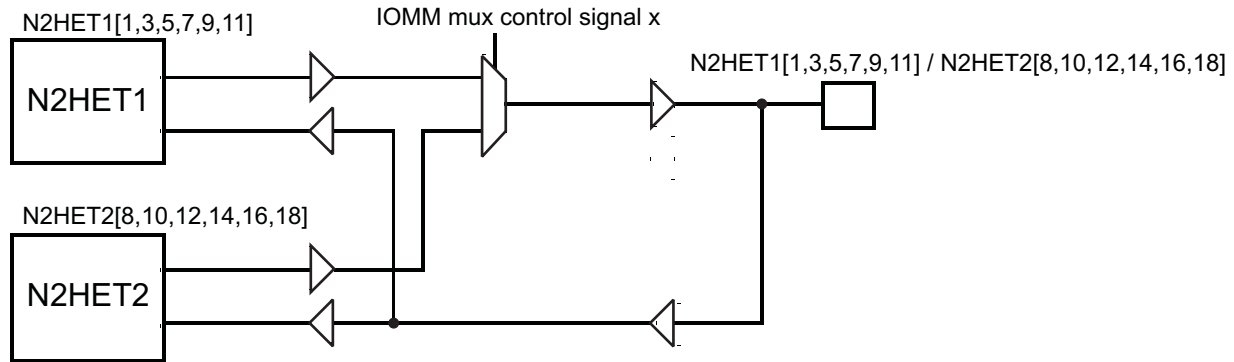 N2HET1[1,3,5,7,9,11]
IOMM mux control signal x
N2HET1[1,3,5,7,9,11] / N2HET2[8,10,12,14,16,18]
N2HET1
N2HET2[8,10,12,14,16,18]
N2HET2